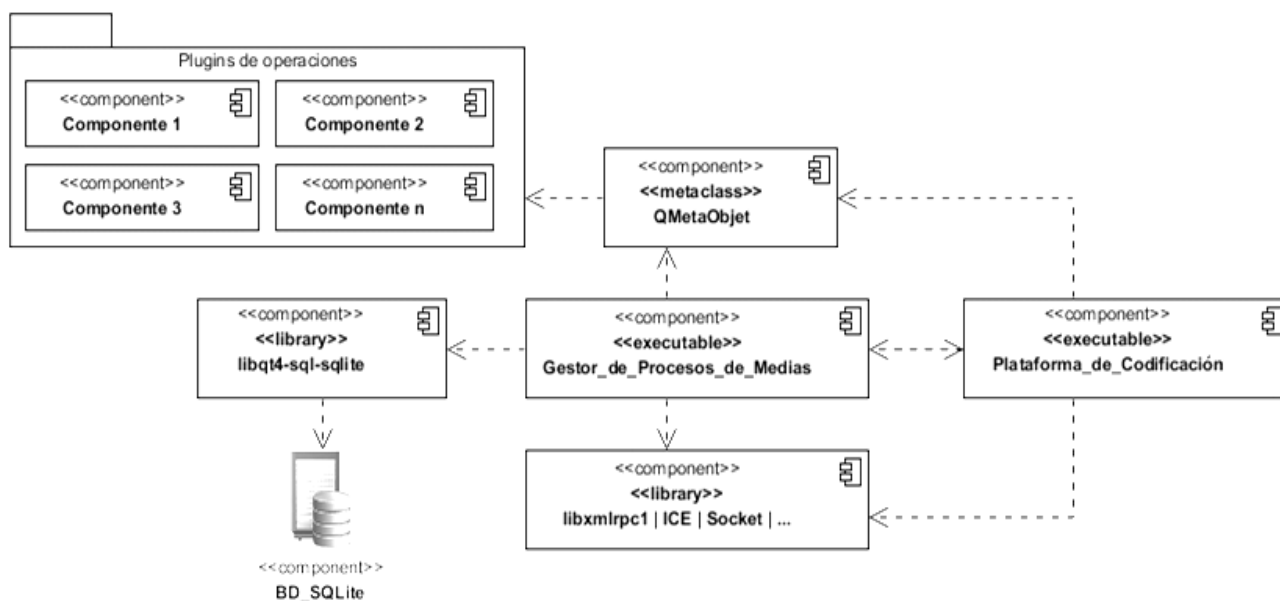 Plugins de operaciones
<<component>>
Componente 1
<<component>>
Componente 2
<<component>>
Componente 3
<<component>>
Componente n
<<component>>
<<metaclass>>
QMetaObjet
<<component>>
<<library>>
libqt4-sql-sqlite
<<component>>
<<executable>>
Gestor_de_Procesos_de_Medias
<<component>>
<<executable>>
Plataforma_de_Codificación
<<component>>
<<library>>
libxmlrpc1 | ICE | Socket | ...
<<component>>
BD_SQLite